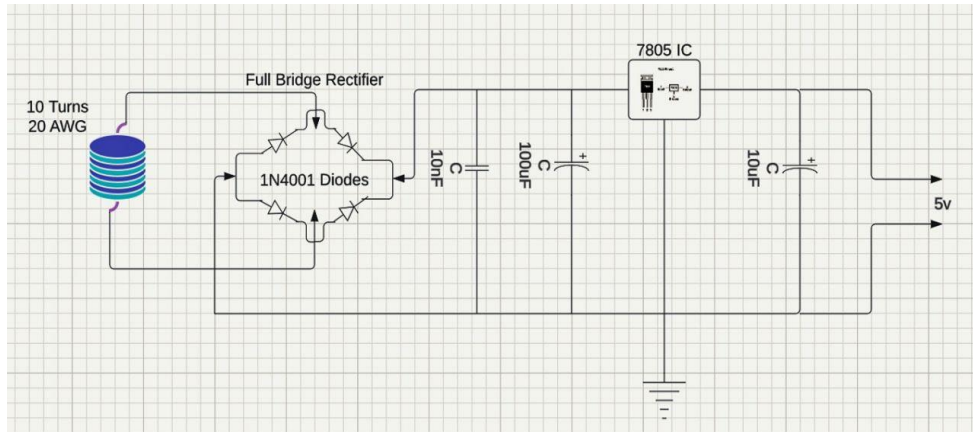 7805 IC
Full Bridge Rectifier
10 Turns
20 AWG
1N4001 Diodes
C
10nF
C
100uF
+
C
10uF
+
5v